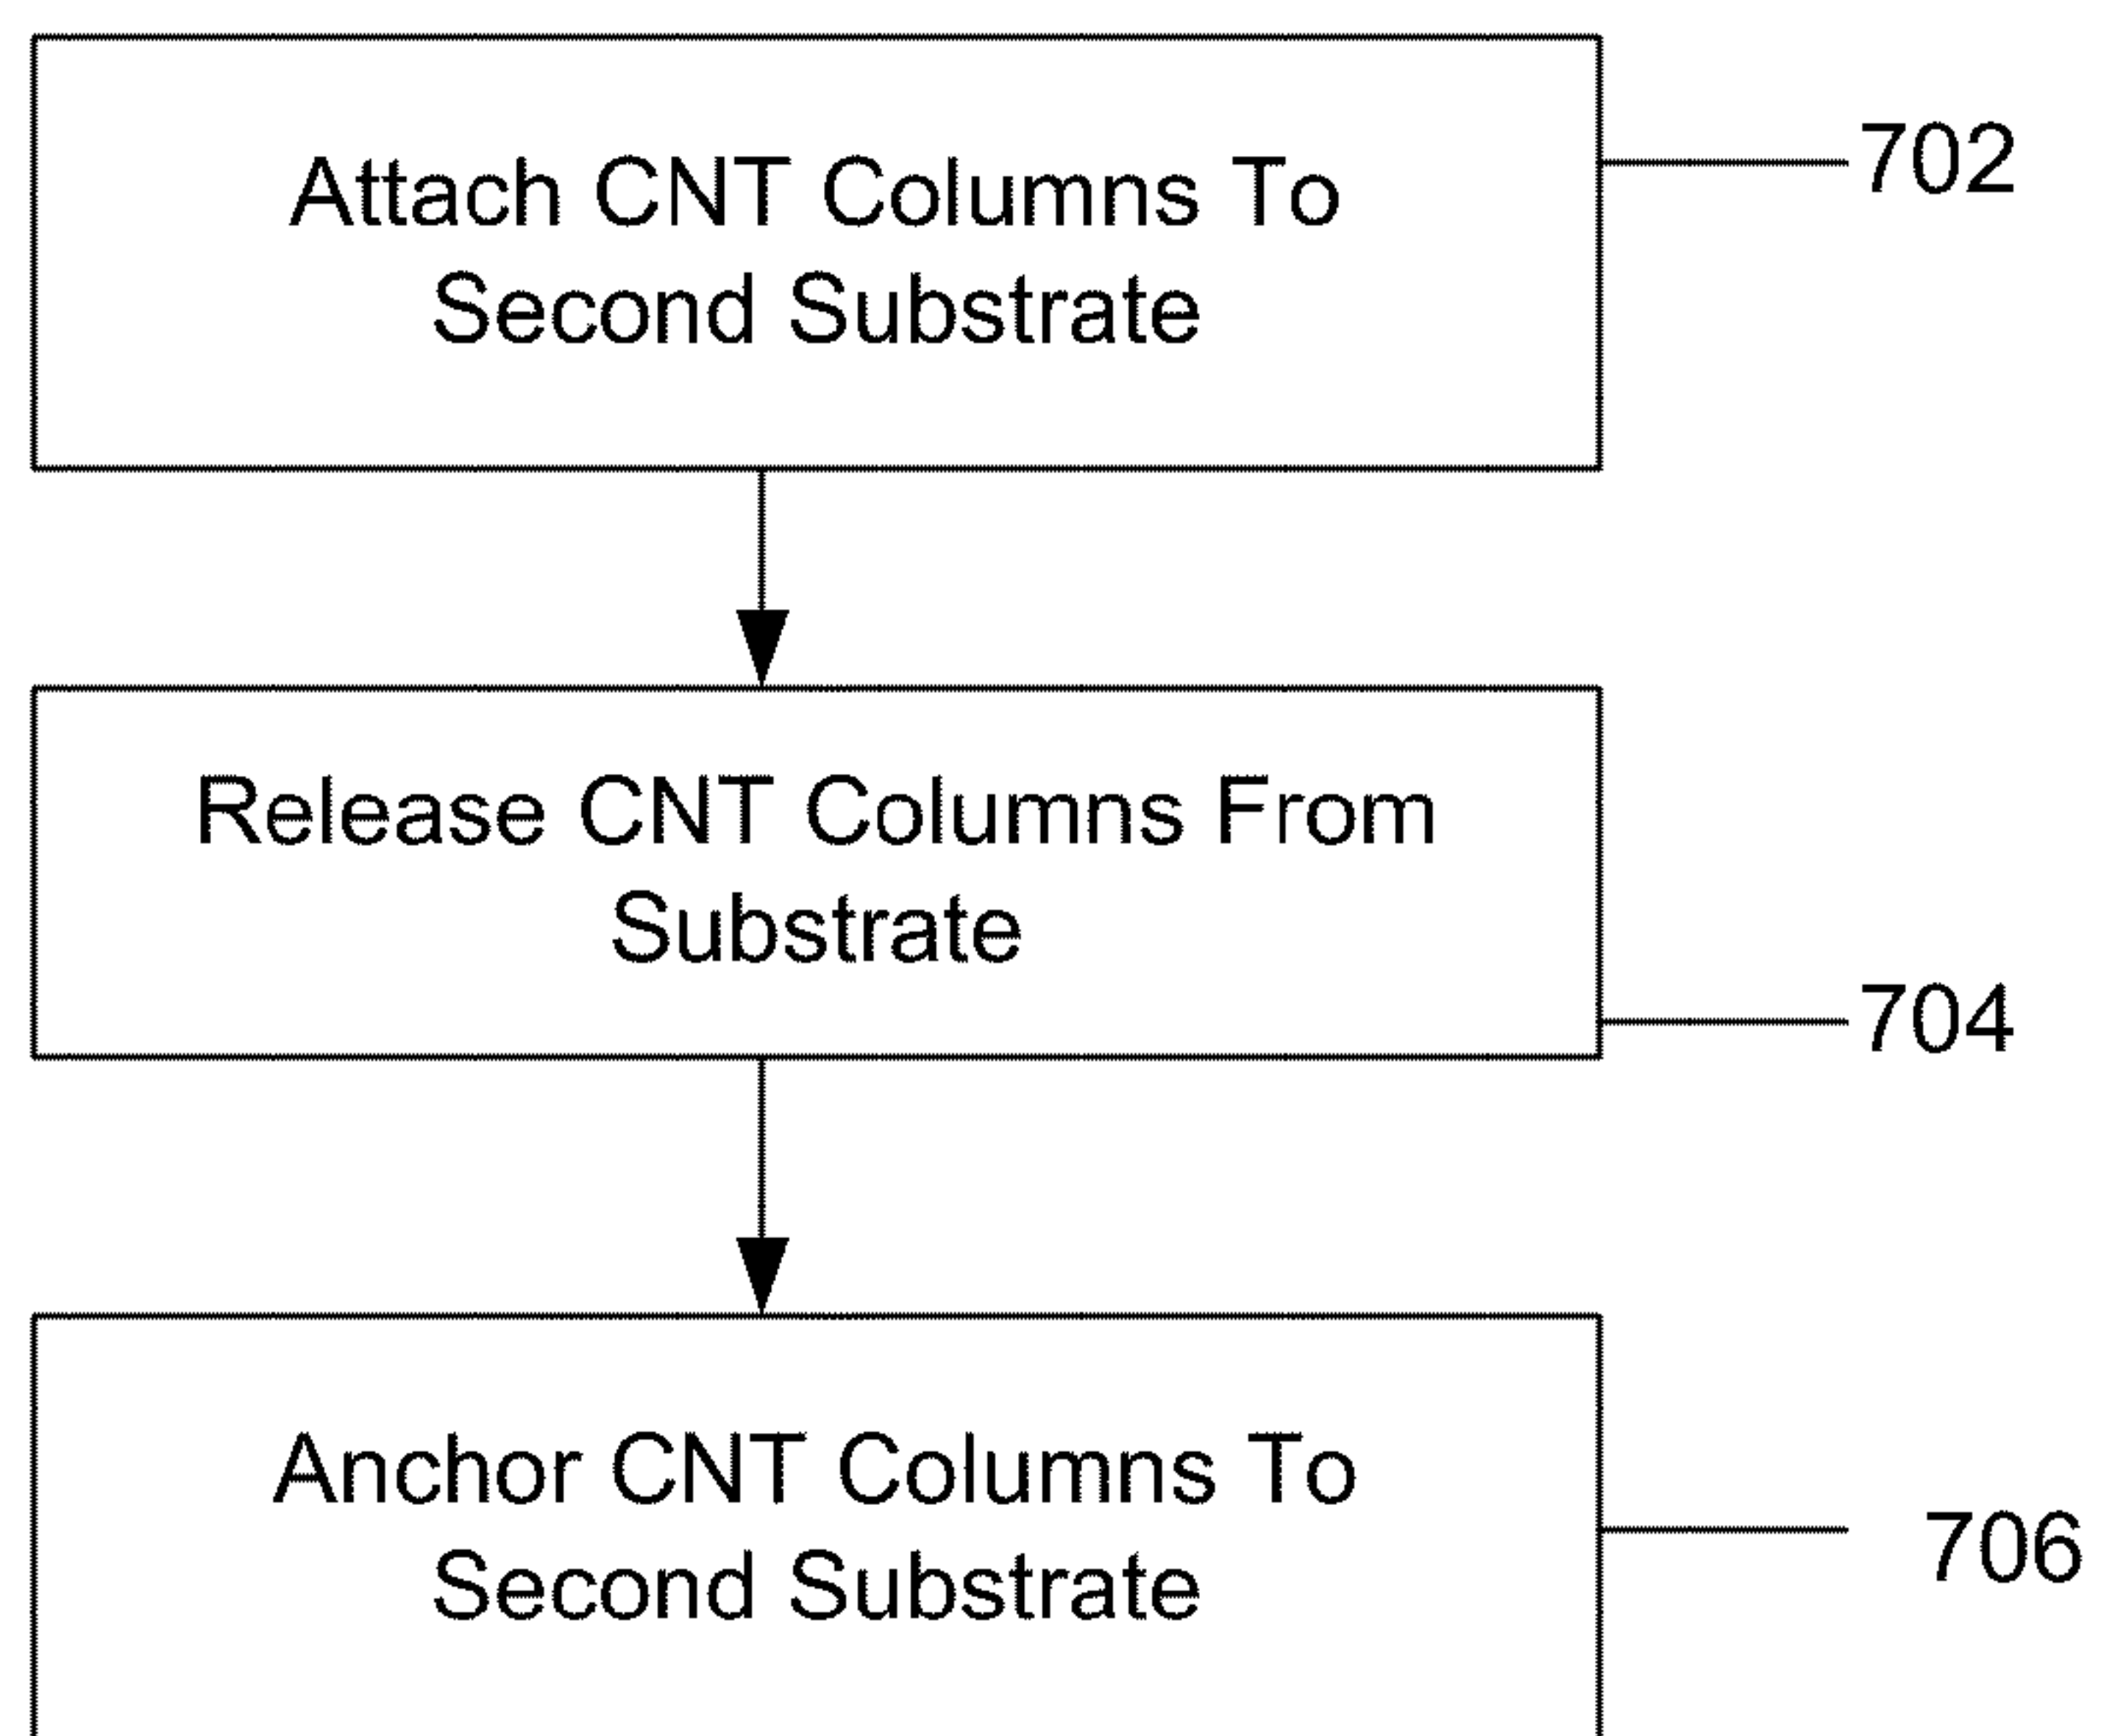 Attach CNT Columns To
Second Substrate
702
Release CNT Columns From
Substrate
704
Anchor CNT Columns To
Second Substrate
706